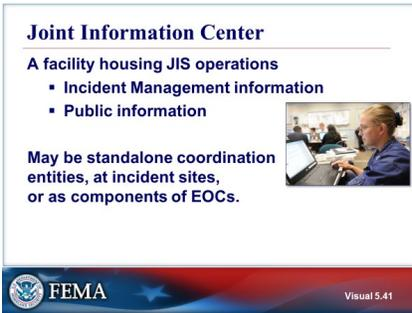 Joint Information Center
A facility housing JIS operations
▪ Incident Management information
▪ Public information
May be standalone coordination
entities, at incident sites,
or as components of EOCs.
FEMA
Visual 5.41